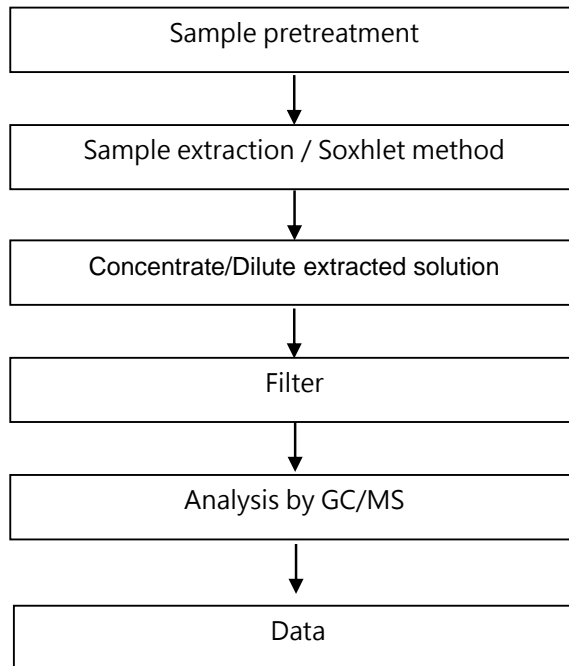 Sample pretreatment
Sample extraction / Soxhlet method
Concentrate/Dilute extracted solution
Filter
Analysis by GC/MS
Data